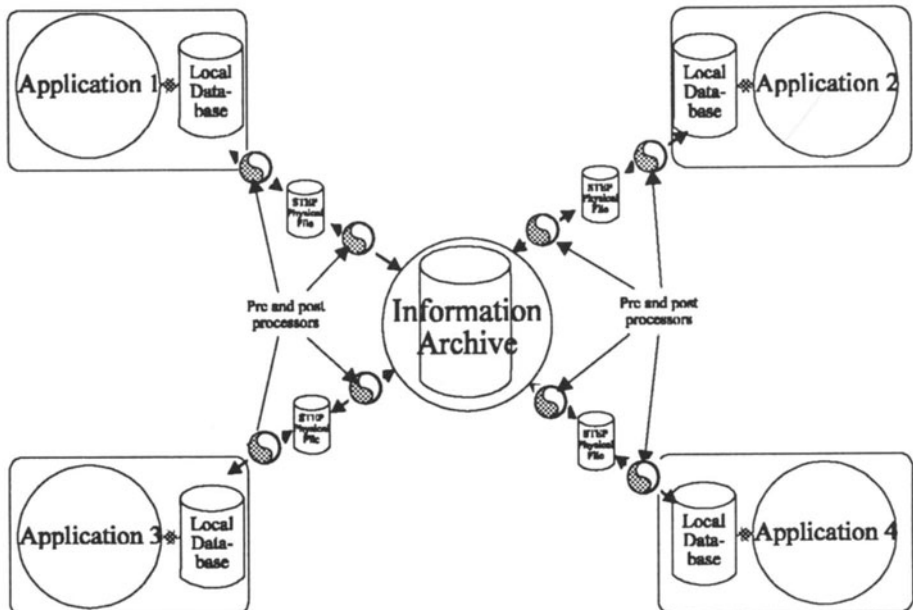 Application 1
Local
Data-
base
Local
Data-
base
Application 2
STEP
Physical
File
STEP
Physical
File
Pre and post
processors
Information
Archive
Pre and post
processors
STEP
Physical
File
STEP
Physical
File
Application 3
Local
Data-
base
Local
Data-
base
Application 4